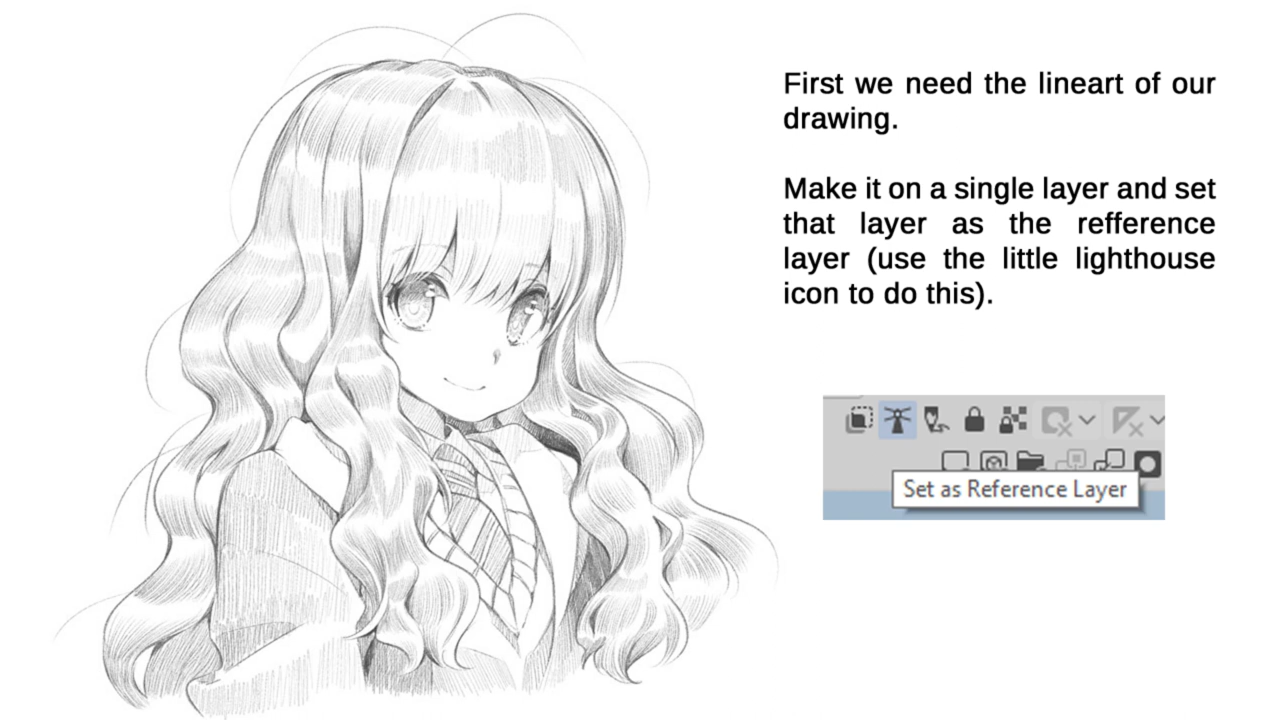 First we need the lineart of our
drawing.
Make it on a single layer and set
that layer as the refference
layer (use the little lighthouse
icon to do this).
Set as Reference Layer